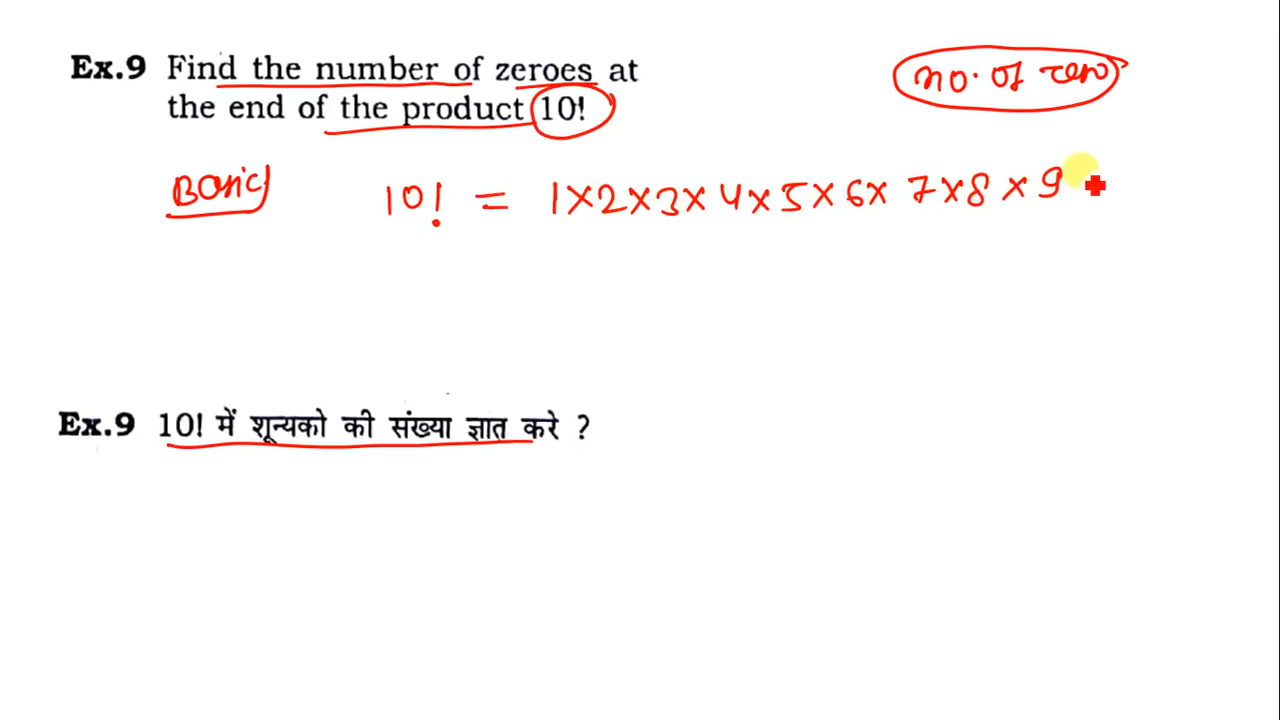 Ex.9 Find the number of zeroes at
the end of the product 10!
no. of zero
Basic
10! = 1×2×3×4×5×6×7×8×9
Ex.9 10! में शून्यको की संख्या ज्ञात करे ?